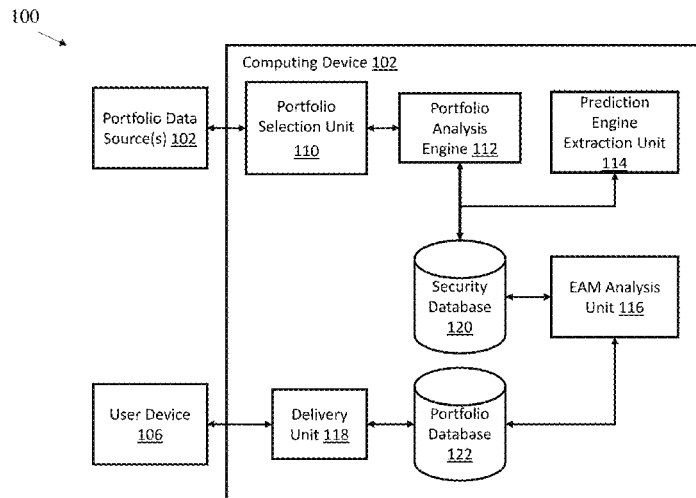 100
Computing Device 102
Portfolio Data
Source(s) 102
Portfolio
Selection Unit
110
Portfolio
Analysis
Engine 112
Prediction
Engine
Extraction Unit
114
Security
Database
120
EAM Analysis
Unit 116
User Device
106
Delivery
Unit 118
Portfolio
Database
122